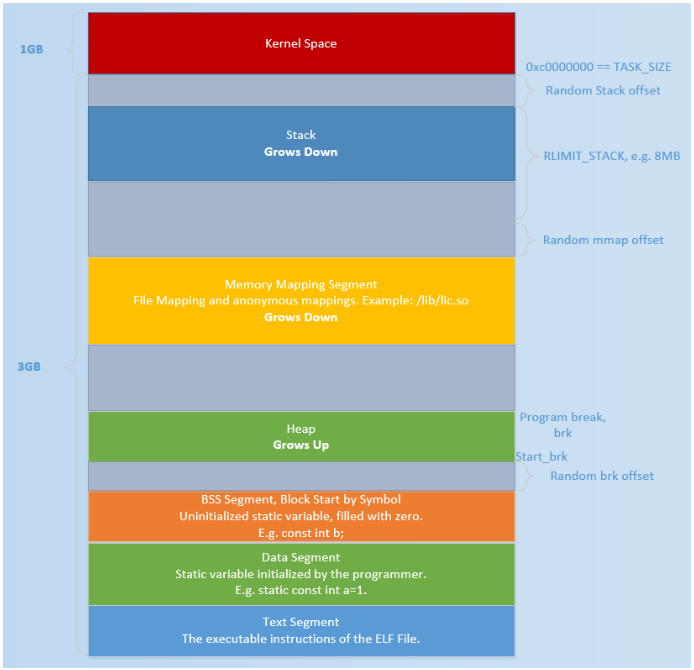 Kernel Space
1GB
0xc0000000 == TASK_SIZE
Random Stack offset
Stack
Grows Down
RLIMIT_STACK, e.g. 8MB
Random mmap offset
Memory Mapping Segment
File Mapping and anonymous mappings. Example: /lib/lic.so
Grows Down
3GB
Program break,
brk
Heap
Grows Up
Start_brk
Random brk offset
BSS Segment, Block Start by Symbol
Uninitialized static variable, filled with zero.
E.g. const int b;
Data Segment
Static variable initialized by the programmer.
E.g. static const int a=1.
Text Segment
The executable instructions of the ELF File.